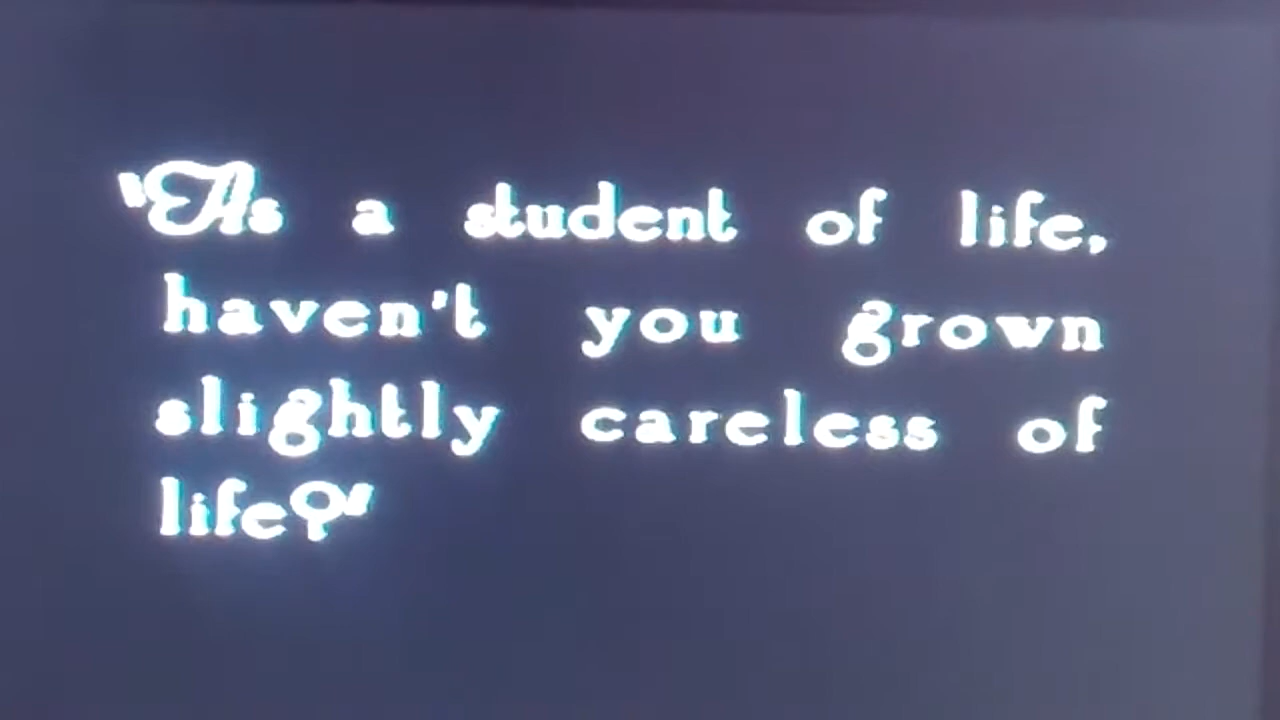 "As a student of life,
haven't you grown
slightly careless of
life?"